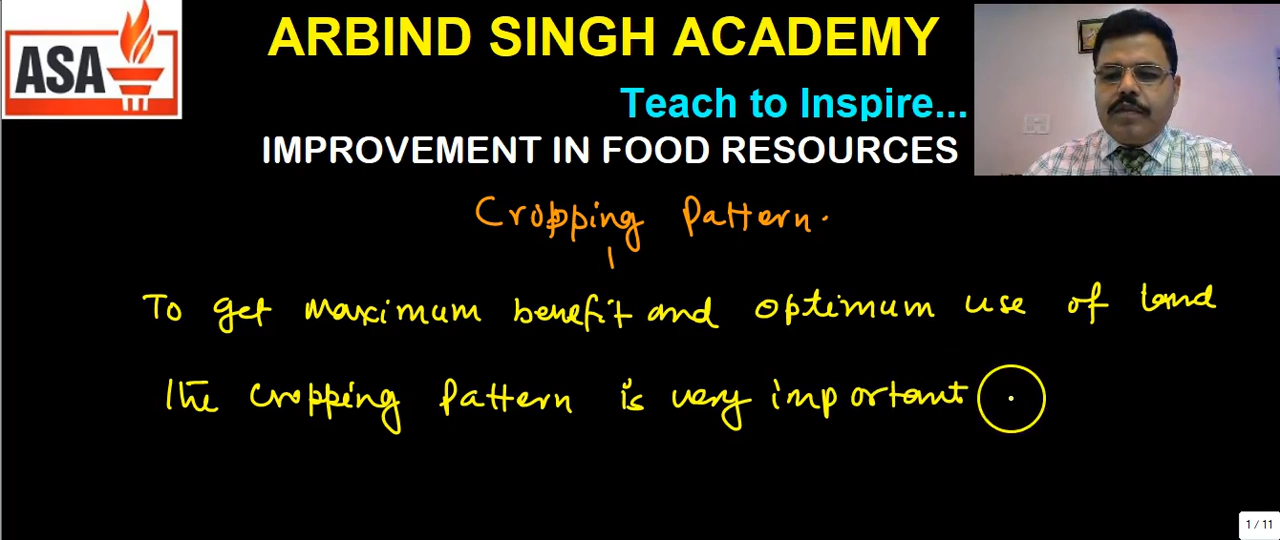 ASA
ARBIND SINGH ACADEMY
Teach to Inspire...
IMPROVEMENT IN FOOD RESOURCES
Cropping Pattern.
To get maximum benefit and optimum use of land
the cropping pattern is very important
1 / 11